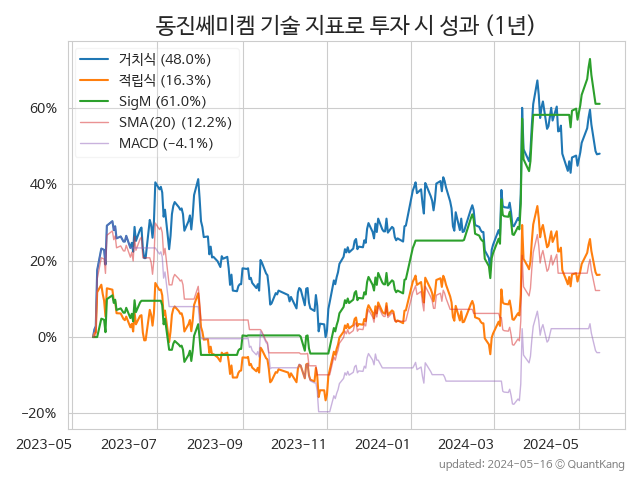 동진쎄미켐 기술 지표로 투자 시 성과 (1년)
거치식 (48.0%)
적립식 (16.3%)
SigM (61.0%)
SMA(20) (12.2%)
MACD (−4.1%)
60%
40%
20%
0%
−20%
2023-05 2023-07 2023-09 2023-11 2024-01 2024-03 2024-05
updated: 2024-05-16 ⓒ QuantKang